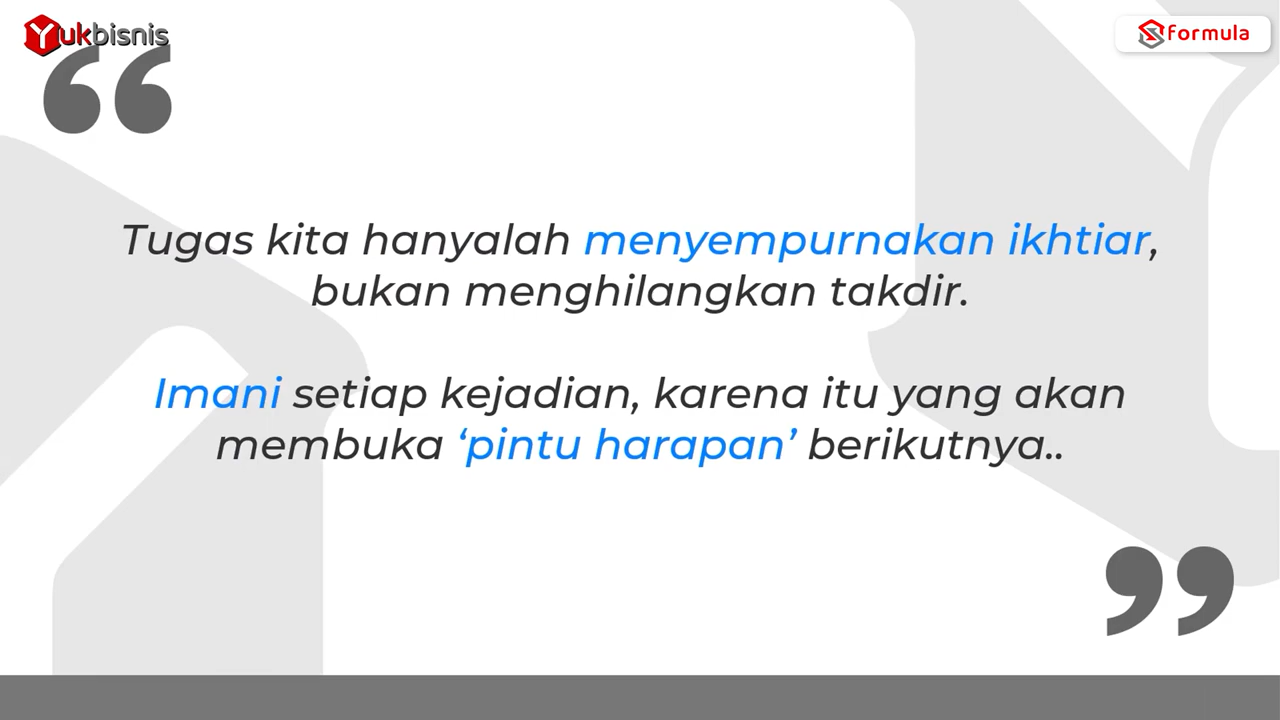 Yukbisnis
formula
“
Tugas kita hanyalah menyempurnakan ikhtiar,
bukan menghilangkan takdir.
Imani setiap kejadian, karena itu yang akan
membuka ‘pintu harapan’ berikutnya..
”